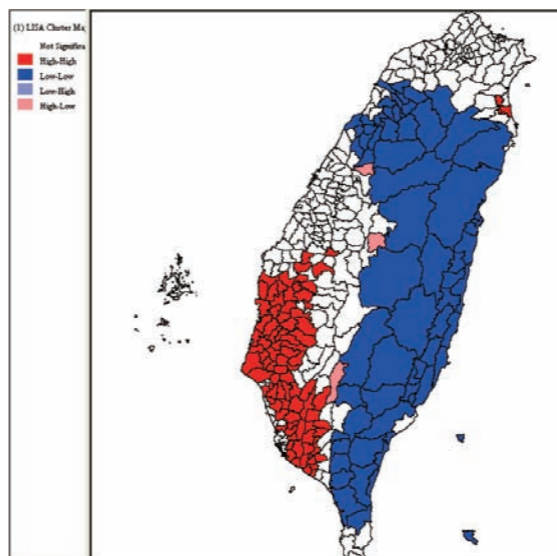 (1) LISA Cluster Ma
Not Significa
High-High
Low-Low
Low-High
High-Low